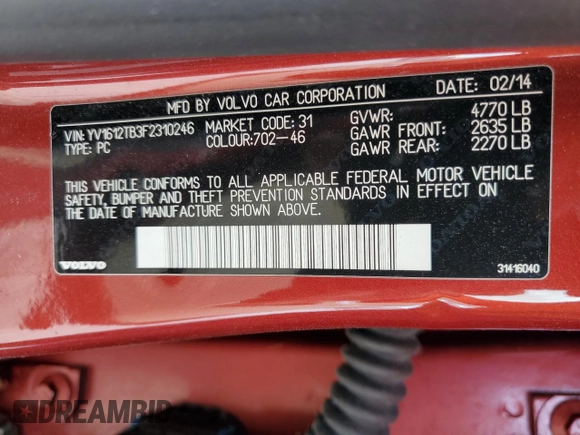 MFD BY VOLVO CAR CORPORATION DATE: 02/14
VIN: YV1612TB3F2310246 MARKET CODE: 31 GVWR: 4770 LB
TYPE: PC COLOUR:702-46 GAWR FRONT: 2635 LB
GAWR REAR: 2270 LB
THIS VEHICLE CONFORMS TO ALL APPLICABLE FEDERAL MOTOR VEHICLE
SAFETY, BUMPER AND THEFT PREVENTION STANDARDS IN EFFECT ON
THE DATE OF MANUFACTURE SHOWN ABOVE.
VOLVO 31416040
DREAMBID